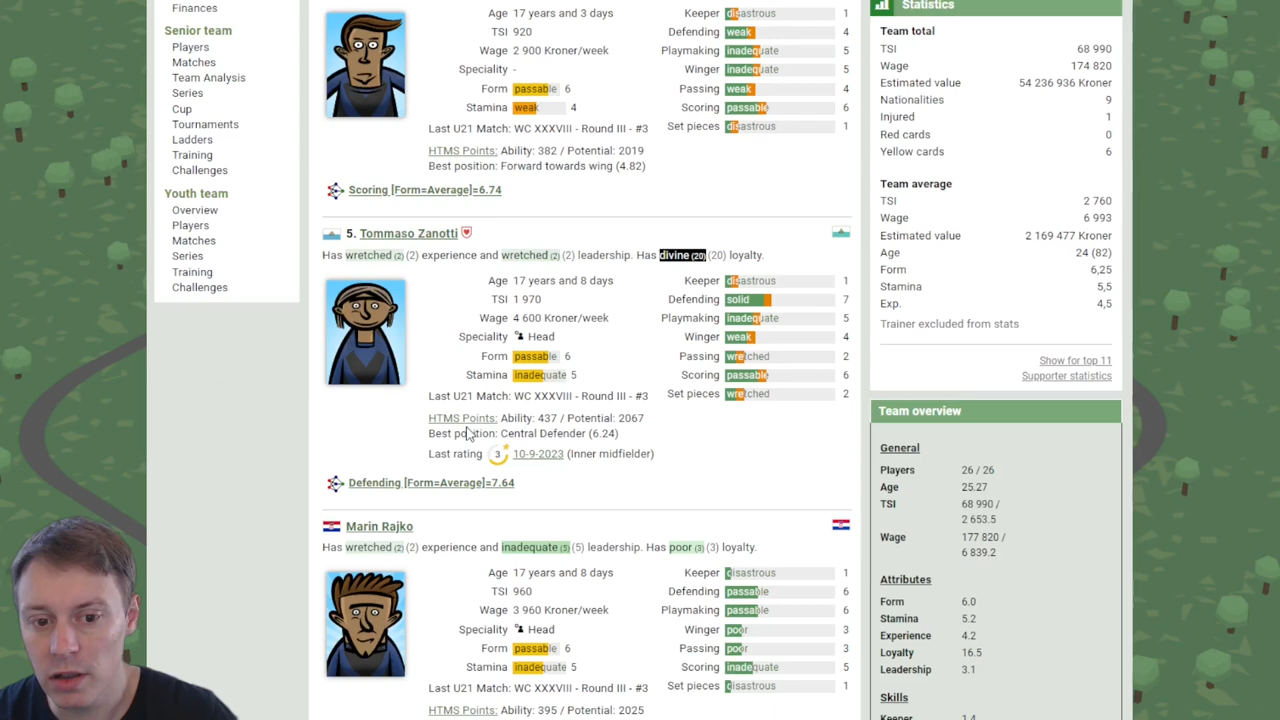 Finances
Senior team
Players
Matches
Team Analysis
Series
Cup
Tournaments
Ladders
Training
Challenges
Youth team
Overview
Players
Matches
Series
Training
Challenges
Age 17 years and 3 days
TSI 920
Wage 2 900 Kroner/week
Speciality -
Form passable 6
Stamina weak 4
Last U21 Match: WC XXXVIII - Round III - #3
HTMS Points: Ability: 382 / Potential: 2019
Best position: Forward towards wing (4.82)
Keeper disastrous 1
Defending weak 4
Playmaking inadequate 5
Winger inadequate 5
Passing weak 4
Scoring passable 6
Set pieces disastrous 1
Scoring [Form=Average]=6.74
5. Tommaso Zanotti
Has wretched (2) (2) experience and wretched (2) (2) leadership. Has divine (20) (20) loyalty.
Age 17 years and 8 days
TSI 1 970
Wage 4 600 Kroner/week
Speciality Head
Form passable 6
Stamina inadequate 5
Last U21 Match: WC XXXVIII - Round III - #3
HTMS Points: Ability: 437 / Potential: 2067
Best position: Central Defender (6.24)
Last rating 3 10-9-2023 (Inner midfielder)
Keeper disastrous 1
Defending solid 7
Playmaking inadequate 5
Winger weak 4
Passing wretched 2
Scoring passable 6
Set pieces wretched 2
Defending [Form=Average]=7.64
Marin Rajko
Has wretched (2) (2) experience and inadequate (5) (5) leadership. Has poor (3) (3) loyalty.
Age 17 years and 8 days
TSI 960
Wage 3 960 Kroner/week
Speciality Head
Form passable 6
Stamina inadequate 5
Last U21 Match: WC XXXVIII - Round III - #3
HTMS Points: Ability: 395 / Potential: 2025
Keeper disastrous 1
Defending passable 6
Playmaking passable 6
Winger poor 3
Passing poor 3
Scoring inadequate 5
Set pieces disastrous 1
Statistics
Team total
TSI 68 990
Wage 174 820
Estimated value 54 236 936 Kroner
Nationalities 9
Injured 1
Red cards 0
Yellow cards 6
Team average
TSI 2 760
Wage 6 993
Estimated value 2 169 477 Kroner
Age 24 (82)
Form 6,25
Stamina 5,5
Exp. 4,5
Trainer excluded from stats
Show for top 11
Supporter statistics
Team overview
General
Players 26 / 26
Age 25.27
TSI 68 990 /
2 653.5
Wage 177 820 /
6 839.2
Attributes
Form 6.0
Stamina 5.2
Experience 4.2
Loyalty 16.5
Leadership 3.1
Skills
Keeper 1.4